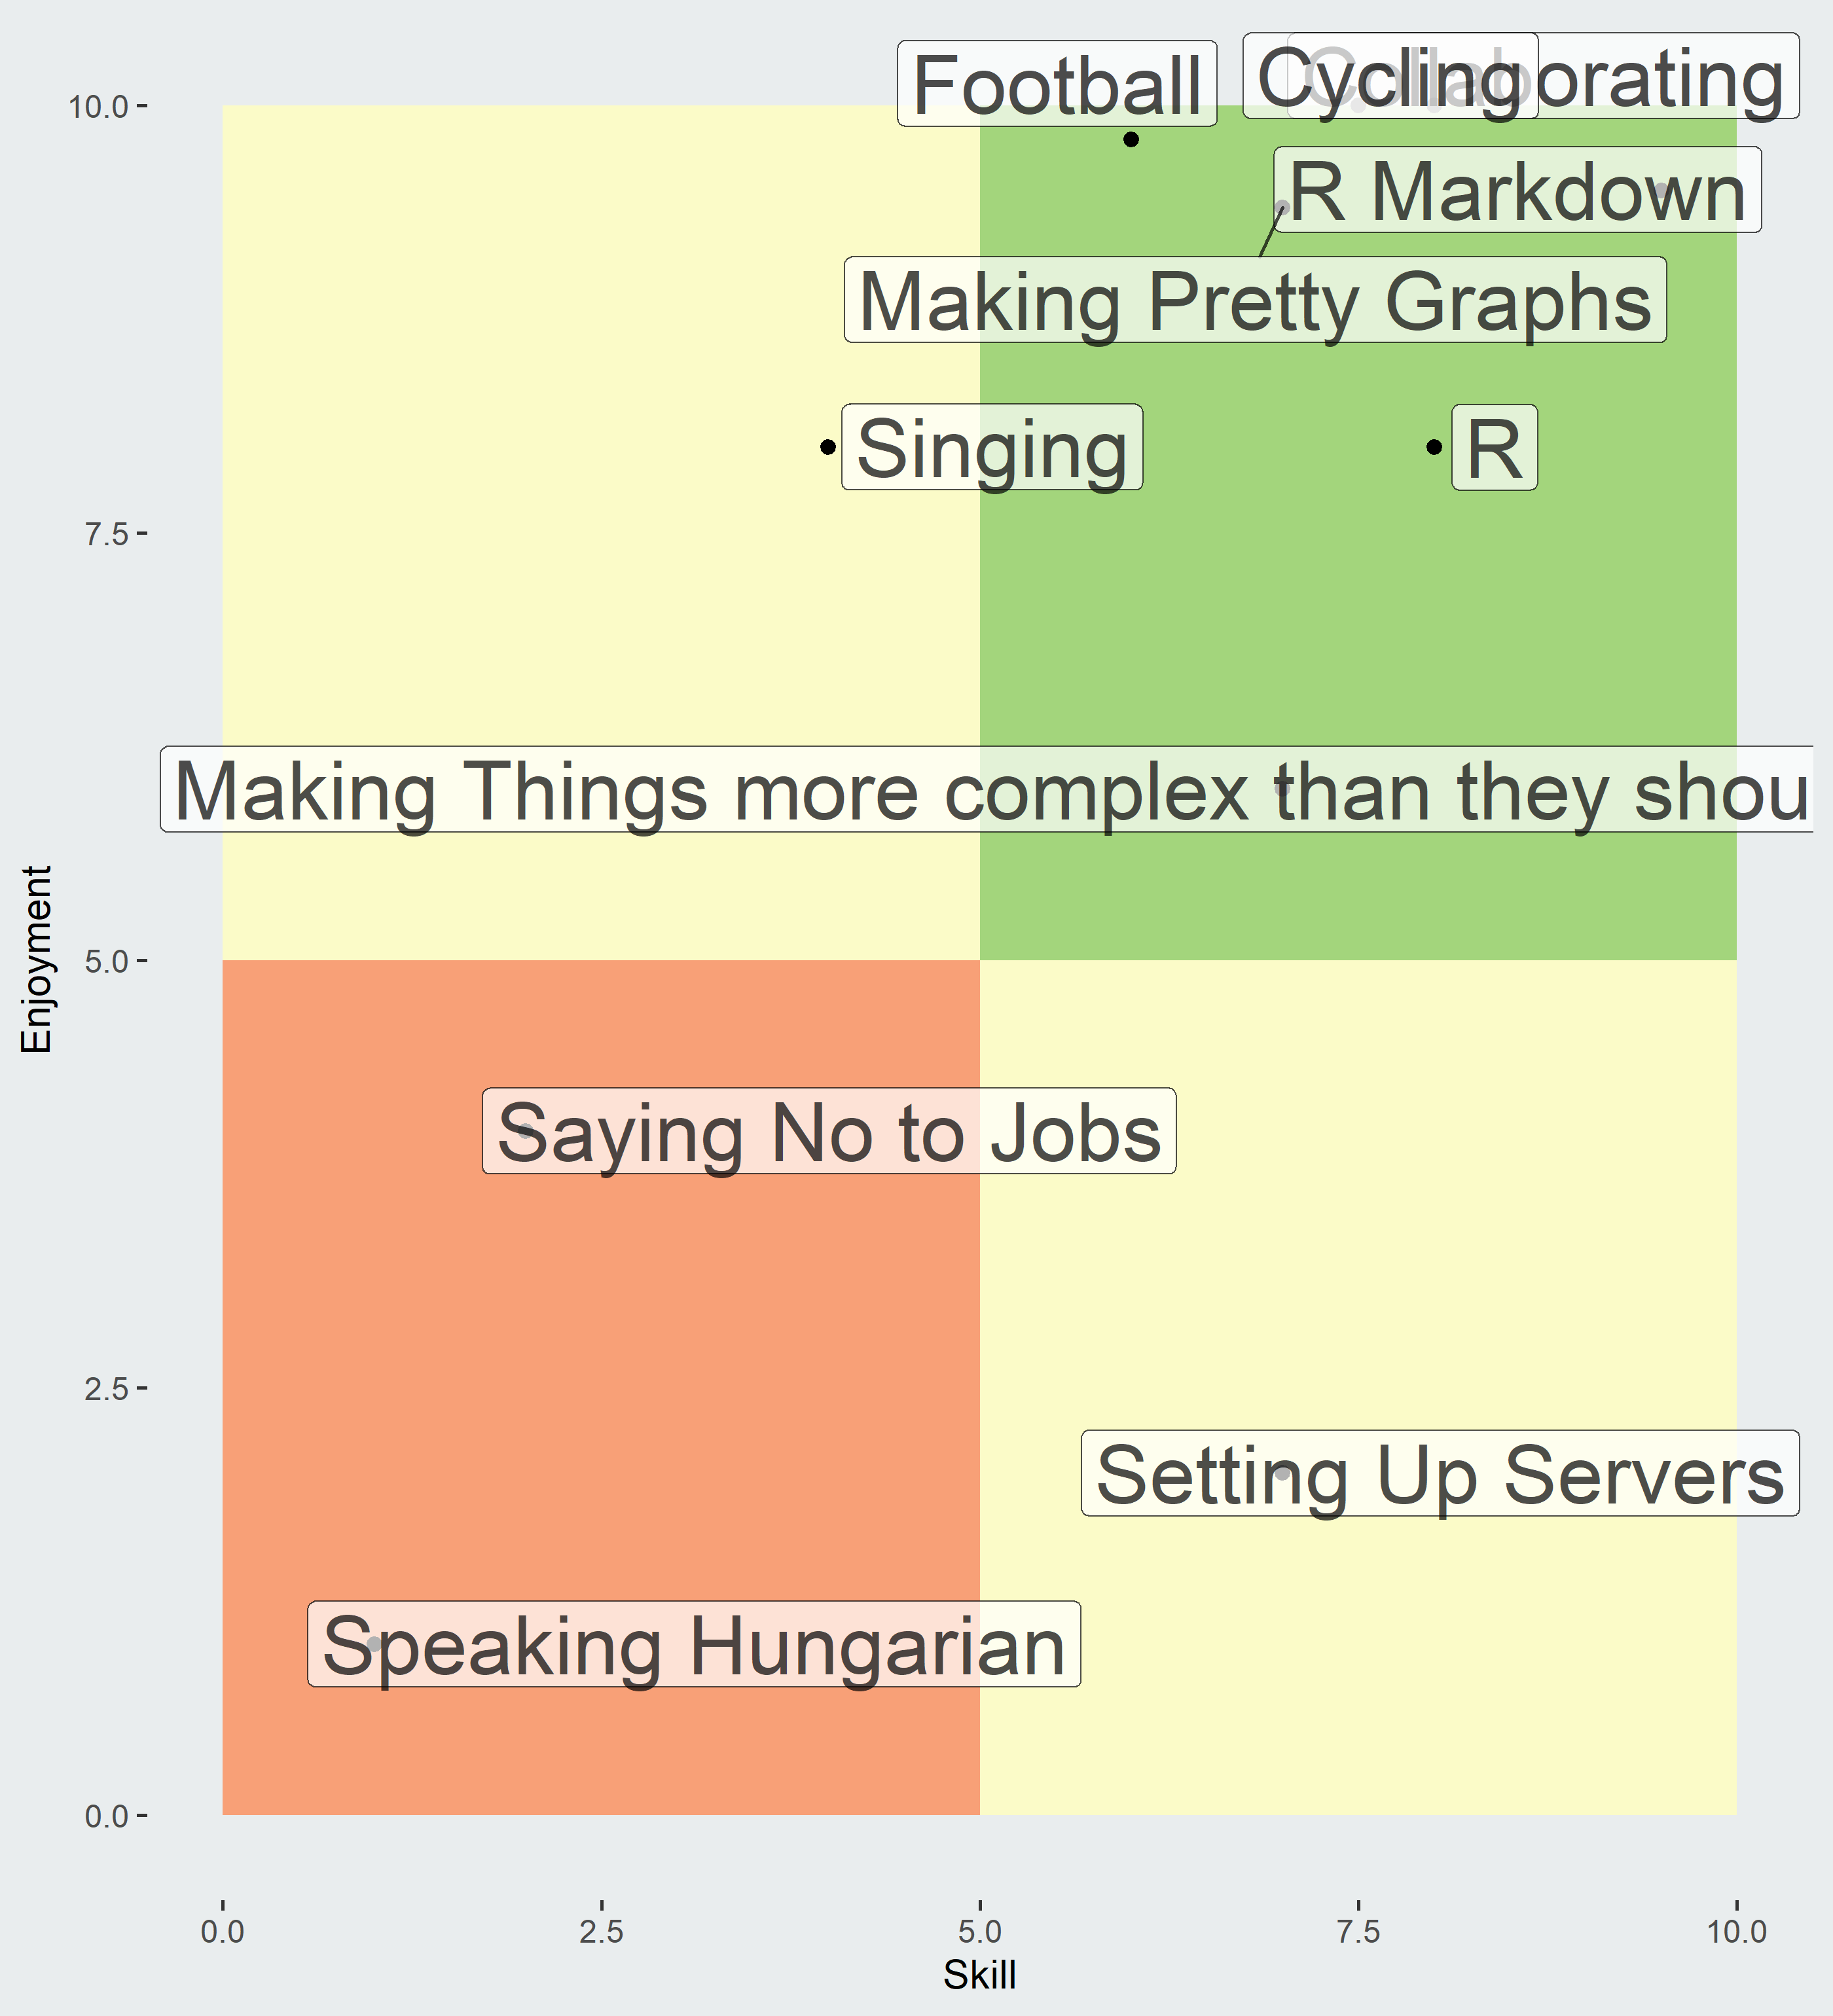 Football
Cycling
Collaborating
10.0
R Markdown
Making Pretty Graphs
Singing
R
7.5
Making Things more complex than they shou
5.0
Enjoyment
Saying No to Jobs
2.5
Setting Up Servers
Speaking Hungarian
0.0
0.0 2.5 5.0 7.5 10.0
Skill